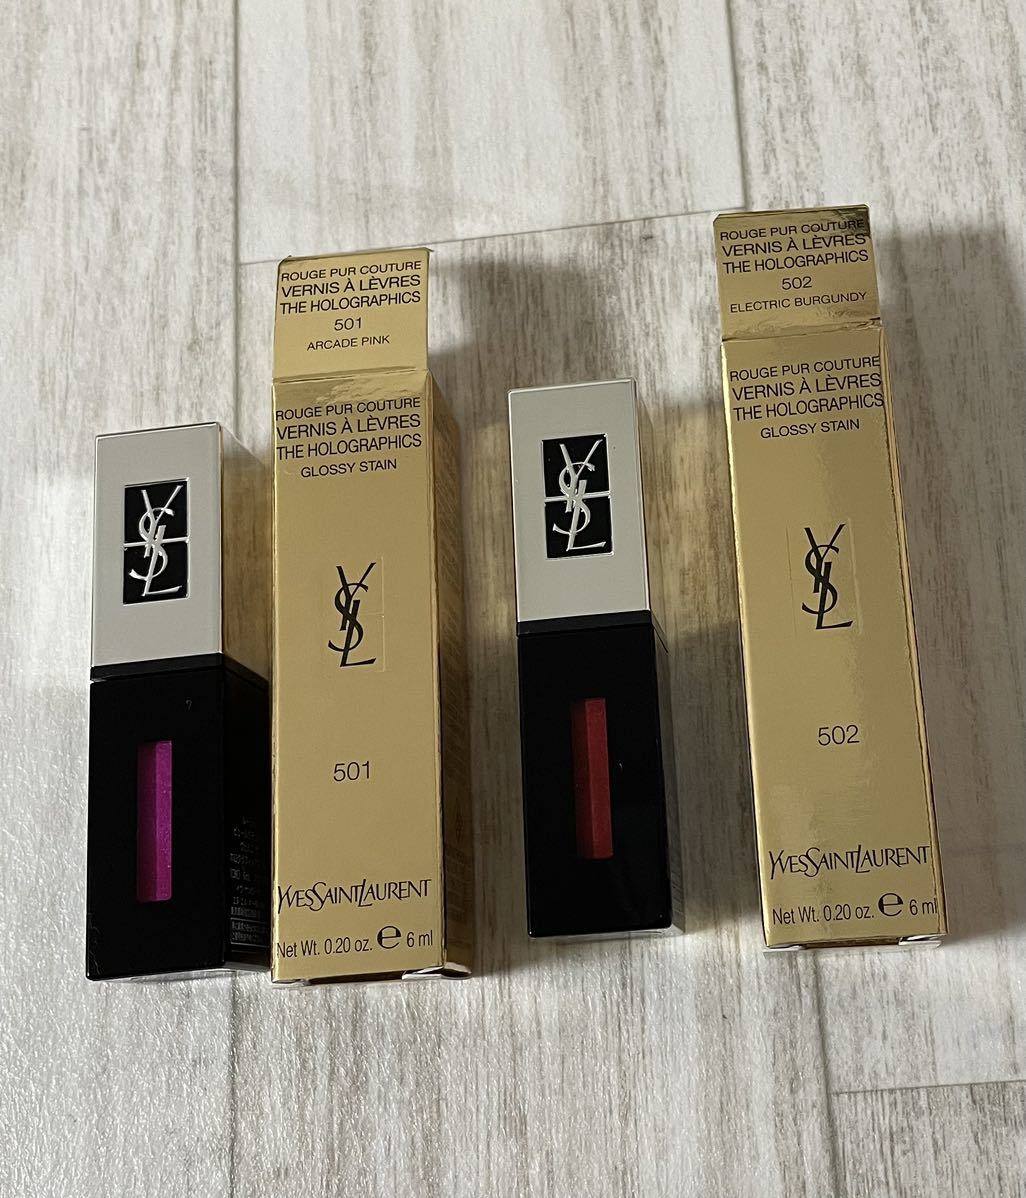 ROUGE PUR COUTURE
VERNIS À LÈVRES
THE HOLOGRAPHICS
501
ARCADE PINK
ROUGE PUR COUTURE
VERNIS À LÈVRES
THE HOLOGRAPHICS
GLOSSY STAIN
YSL
501
YVESSAINTLAURENT
Net Wt. 0.20 oz. ℮ 6 ml
YSL
YSL
ROUGE PUR COUTURE
VERNIS À LÈVRES
THE HOLOGRAPHICS
502
ELECTRIC BURGUNDY
ROUGE PUR COUTURE
VERNIS À LÈVRES
THE HOLOGRAPHICS
GLOSSY STAIN
YSL
502
YVESSAINTLAURENT
Net Wt. 0.20 oz. ℮ 6 ml